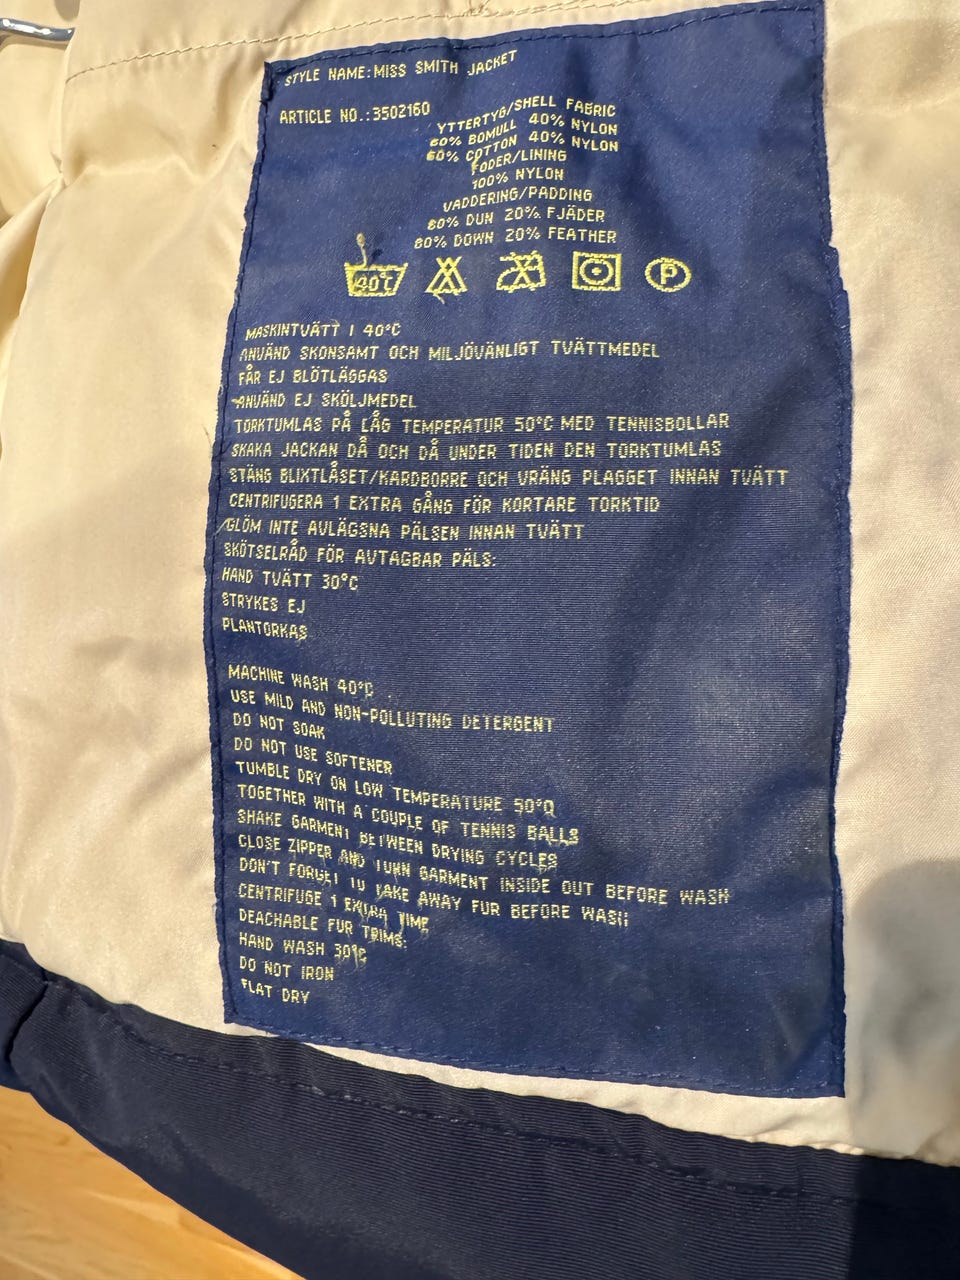 STYLE NAME:MISS SMITH JACKET
ARTICLE NO.:3502160
YTTERTYG/SHELL FABRIC
60% BOMULL 40% NYLON
60% COTTON 40% NYLON
FODER/LINING
100% NYLON
VADDERING/PADDING
80% DUN 20% FJÄDER
80% DOWN 20% FEATHER
40°C P
MASKINTVÄTT I 40°C
ANVÄND SKONSAMT OCH MILJÖVÄNLIGT TVÄTTMEDEL
FÅR EJ BLÖTLÄGGAS
ANVÄND EJ SKÖLJMEDEL
TORKTUMLAS PÅ LÅG TEMPERATUR 50°C MED TENNISBOLLAR
SKAKA JACKAN DÅ OCH DÅ UNDER TIDEN DEN TORKTUMLAS
STÄNG BLIXTLÅSET/KARDBORRE OCH VRÄNG PLAGGET INNAN TVÄTT
CENTRIFUGERA 1 EXTRA GÅNG FÖR KORTARE TORKTID
GLÖM INTE AVLÄGSNA PÄLSEN INNAN TVÄTT
SKÖTSELRÅD FÖR AVTAGBAR PÄLS:
HAND TVÄTT 30°C
STRYKES EJ
PLANTORKAS
MACHINE WASH 40°C
USE MILD AND NON-POLLUTING DETERGENT
DO NOT SOAK
DO NOT USE SOFTENER
TUMBLE DRY ON LOW TEMPERATURE 50°C
TOGETHER WITH A COUPLE OF TENNIS BALLS
SHAKE GARMENT BETWEEN DRYING CYCLES
CLOSE ZIPPER AND TURN GARMENT INSIDE OUT BEFORE WASH
DON'T FORGET TO TAKE AWAY FUR BEFORE WASH
CENTRIFUGE 1 EXTRA TIME
DEACHABLE FUR TRIMS:
HAND WASH 30°C
DO NOT IRON
FLAT DRY